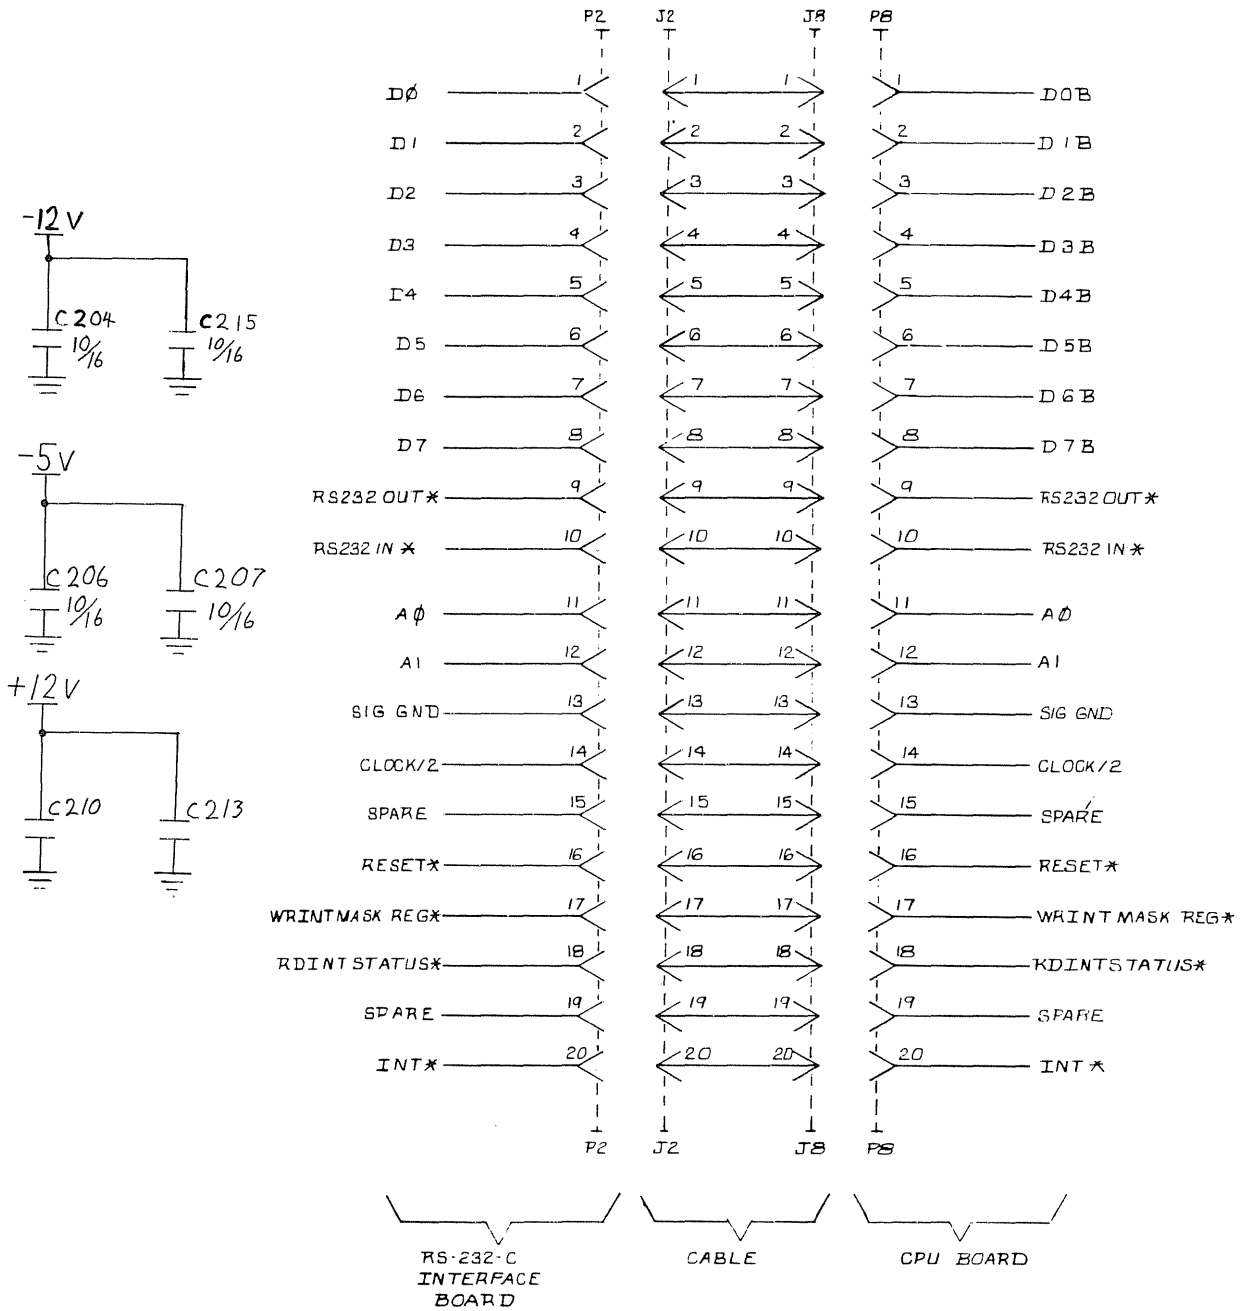 P2 J2 J8 P8
DØ 1 1 1 1 D0B
D1 2 2 2 2 D1B
D2 3 3 3 3 D2B
D3 4 4 4 4 D3B
D4 5 5 5 5 D4B
D5 6 6 6 6 D5B
D6 7 7 7 7 D6B
D7 8 8 8 8 D7B
RS232 OUT* 9 9 9 9 RS232 OUT*
RS232 IN* 10 10 10 10 RS232 IN*
AØ 11 11 11 11 AØ
A1 12 12 12 12 A1
SIG GND 13 13 13 13 SIG GND
CLOCK/2 14 14 14 14 CLOCK/2
SPARE 15 15 15 15 SPARE
RESET* 16 16 16 16 RESET*
WRINTMASK REG* 17 17 17 17 WRINTMASK REG*
RDINTSTATUS* 18 18 18 18 RDINTSTATUS*
SPARE 19 19 19 19 SPARE
INT* 20 20 20 20 INT*
P2 J2 J8 P8
RS-232-C
INTERFACE
BOARD
CABLE
CPU BOARD
-12V
C204 C215
10/16 10/16
-5V
C206 C207
10/16 10/16
+12V
C210 C213